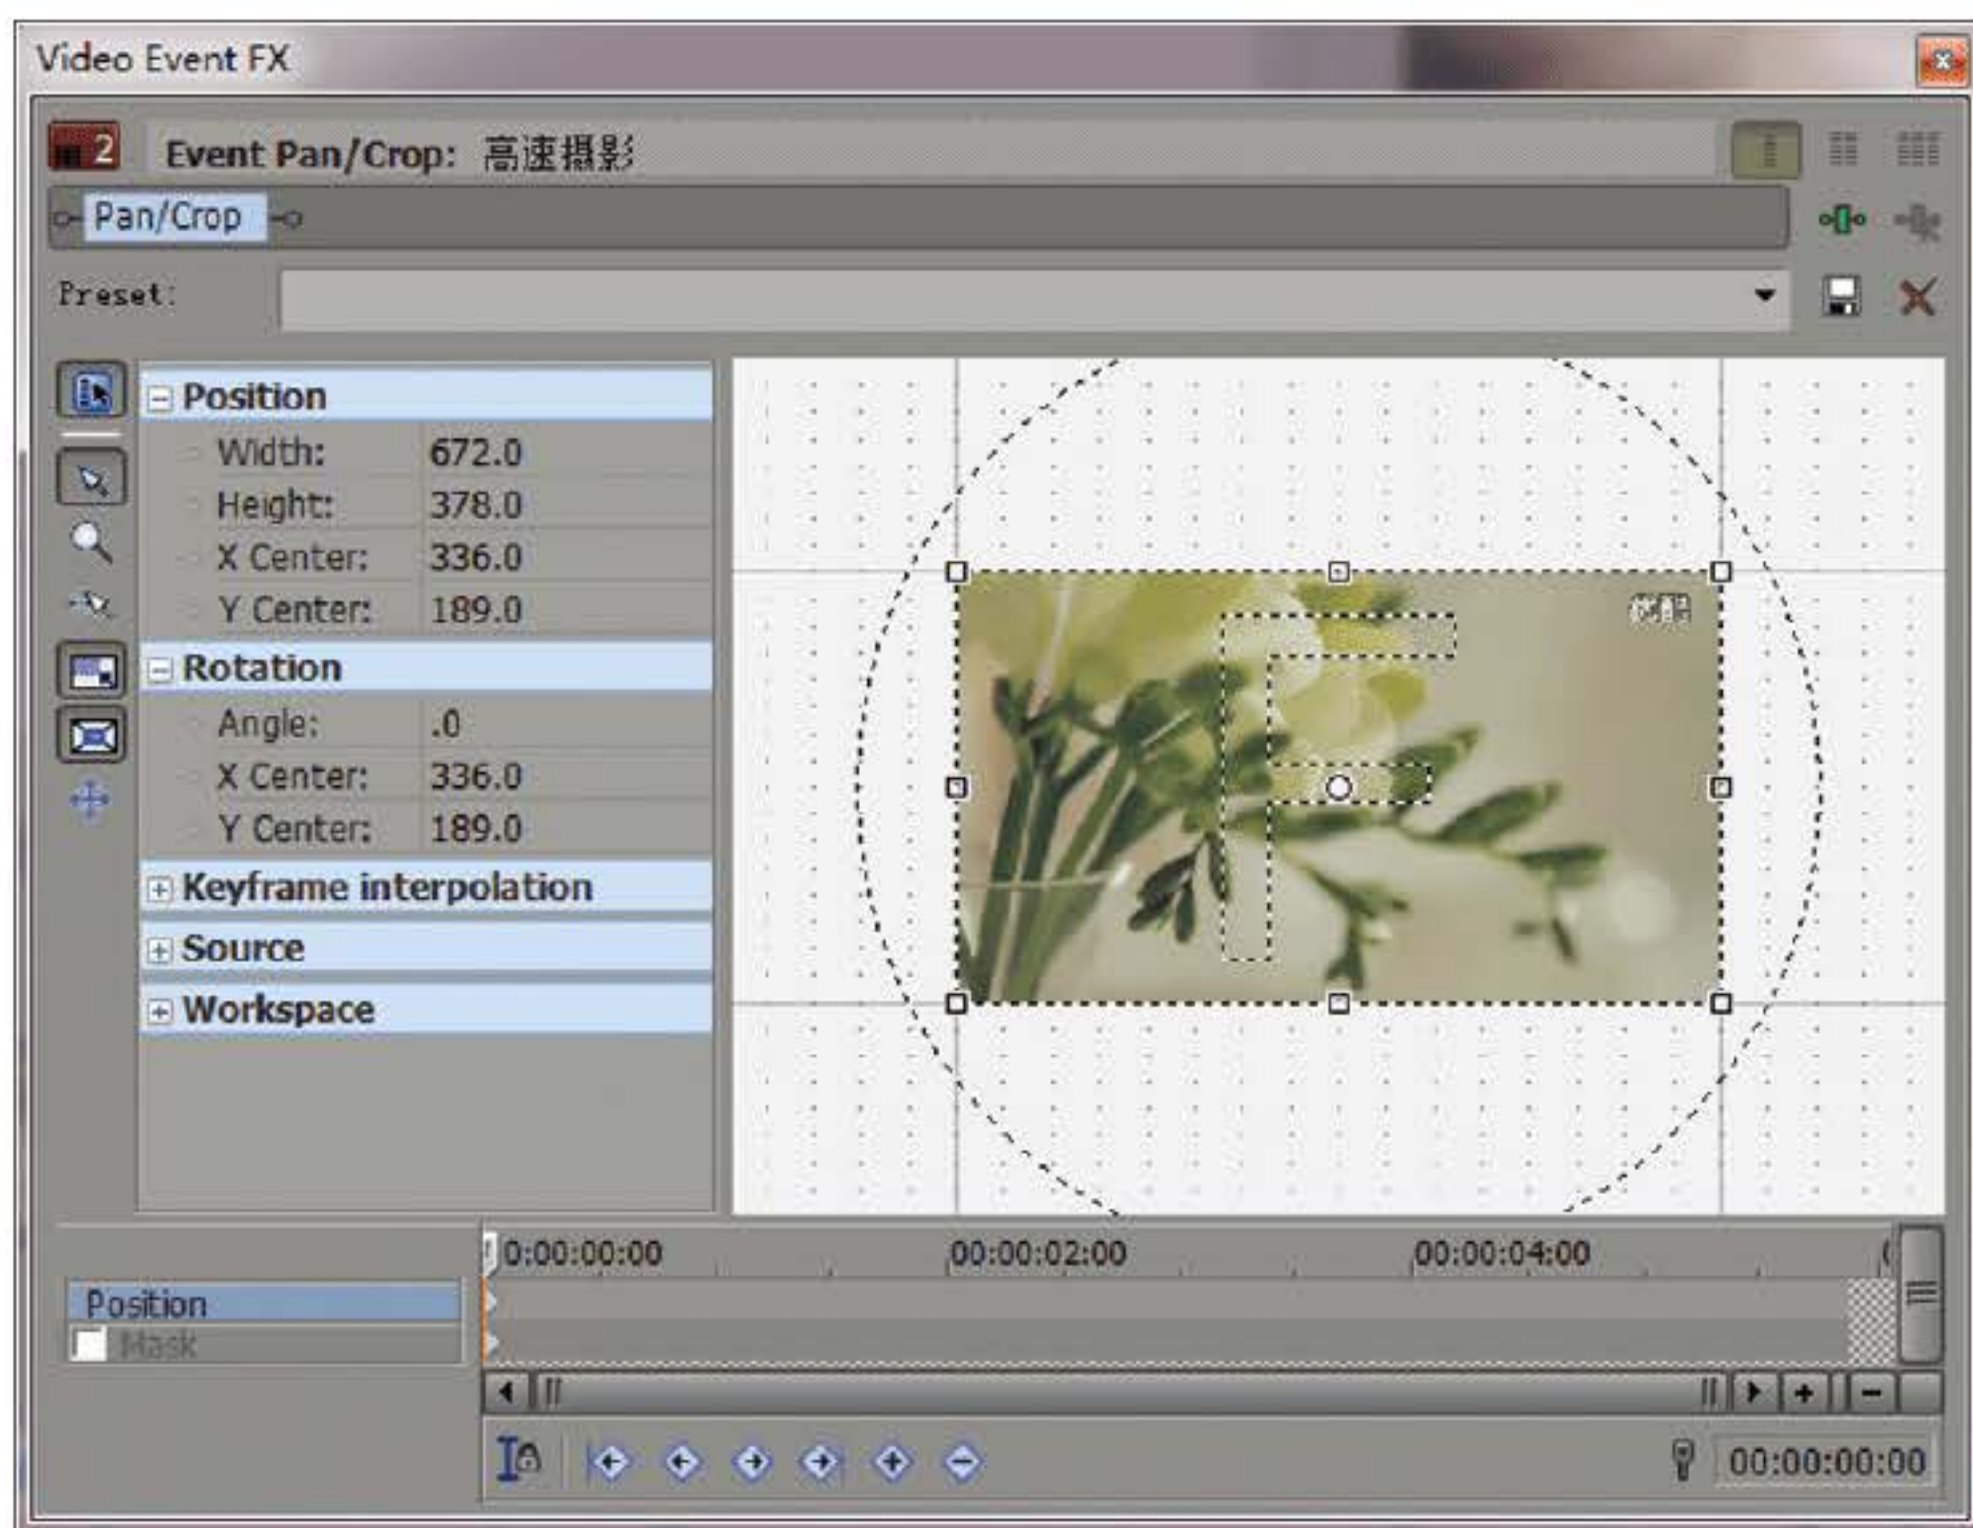 Video Event FX
2 Event Pan/Crop: 高速摄影
Pan/Crop
Preset:
Position
Width: 672.0
Height: 378.0
X Center: 336.0
Y Center: 189.0
Rotation
Angle: .0
X Center: 336.0
Y Center: 189.0
Keyframe interpolation
Source
Workspace
0:00:00:00 00:00:02:00 00:00:04:00
Position
Mask
00:00:00:00